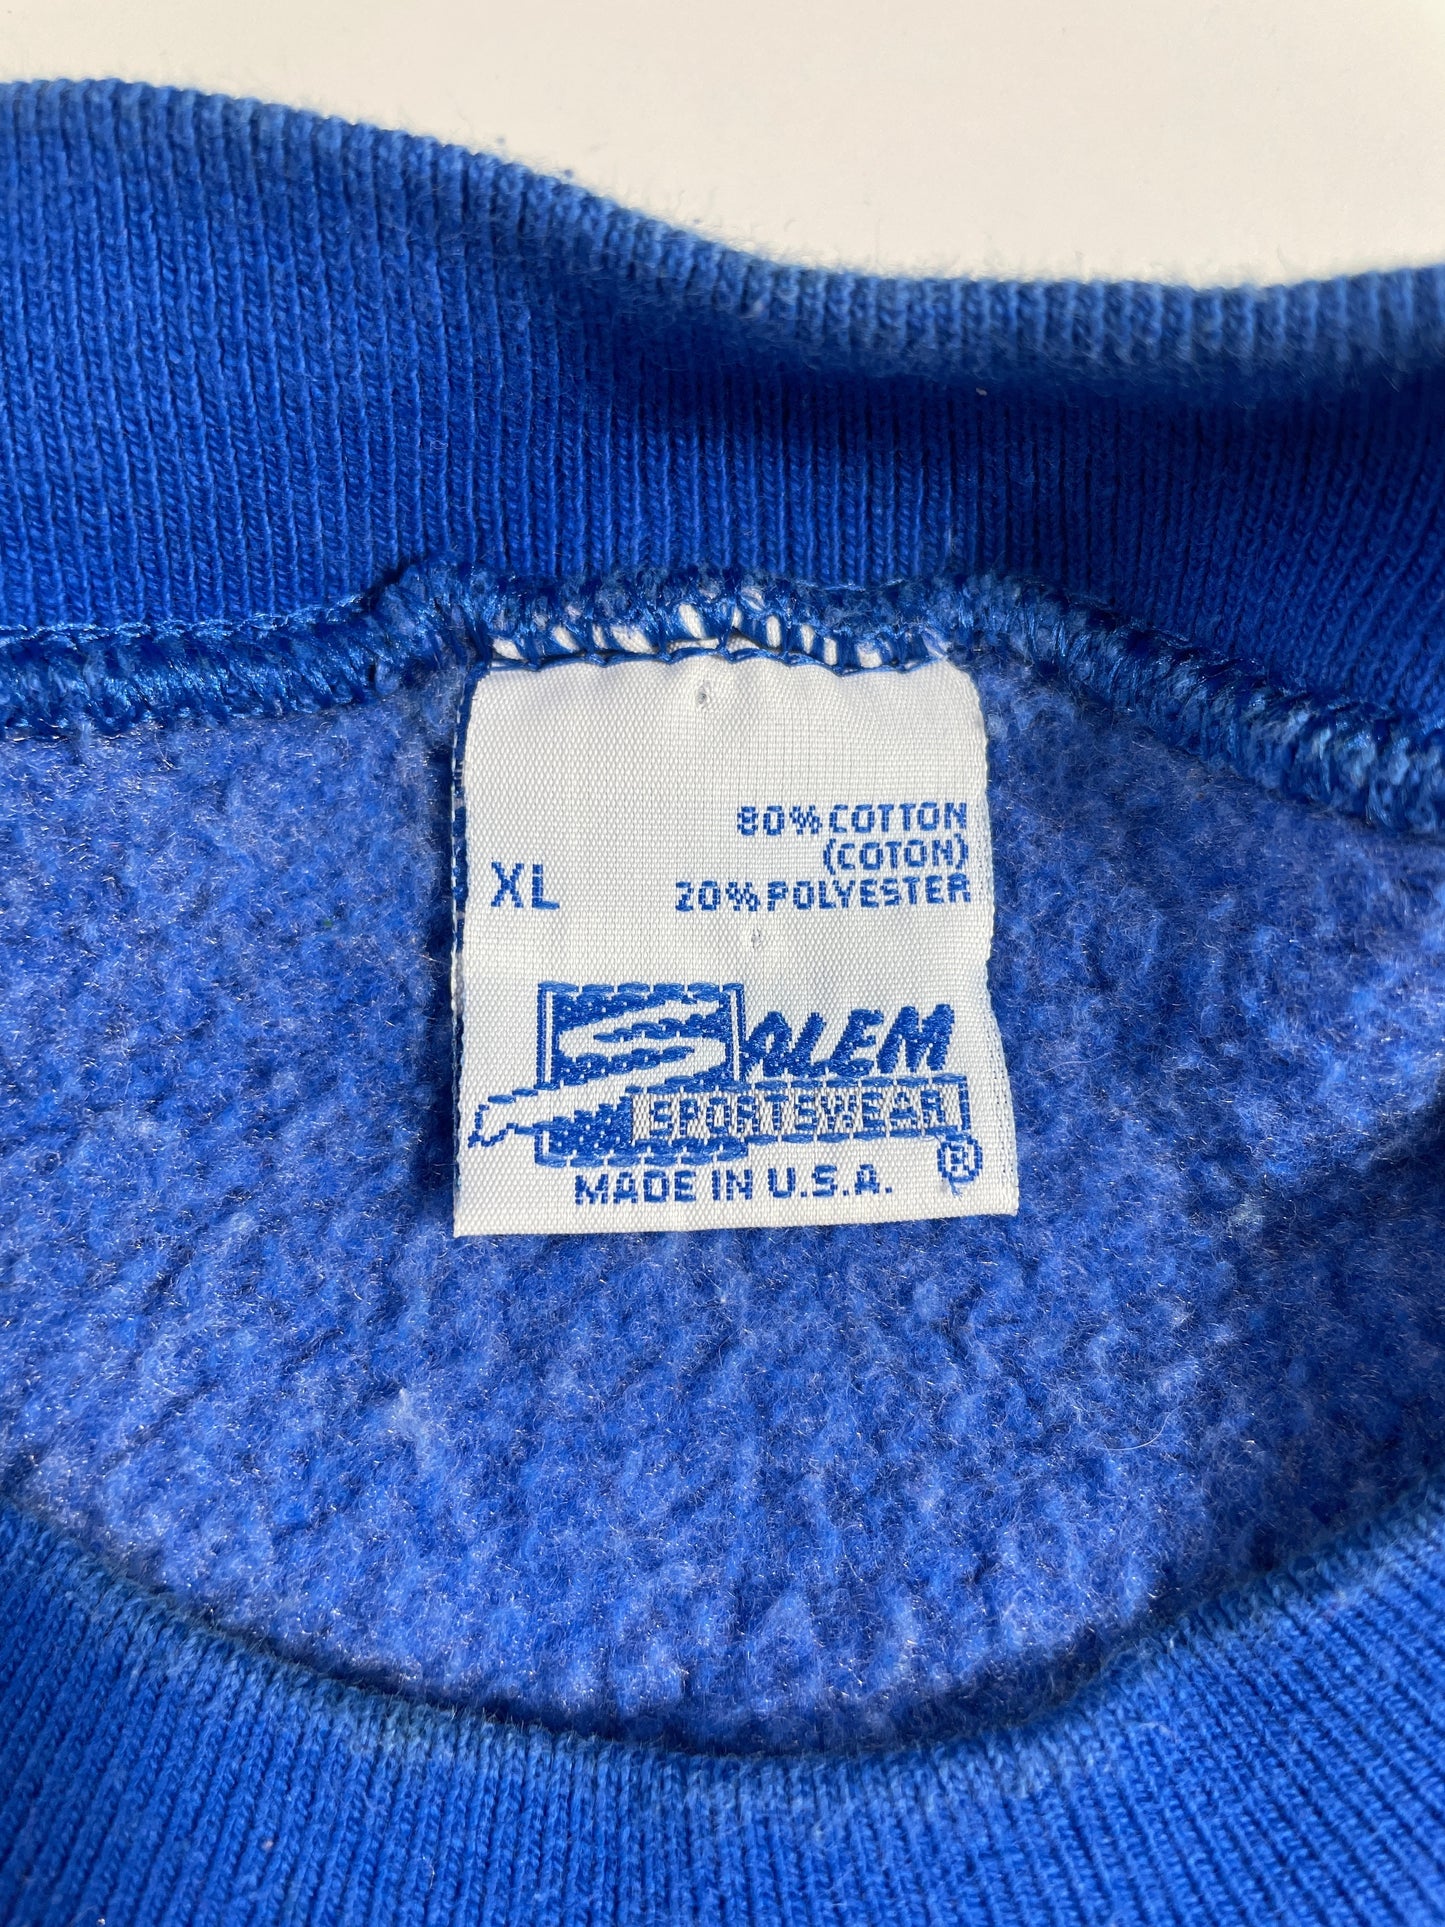 80% COTTON
(COTON)
XL 20% POLYESTER
SALEM
SPORTSWEAR
®
MADE IN U.S.A.